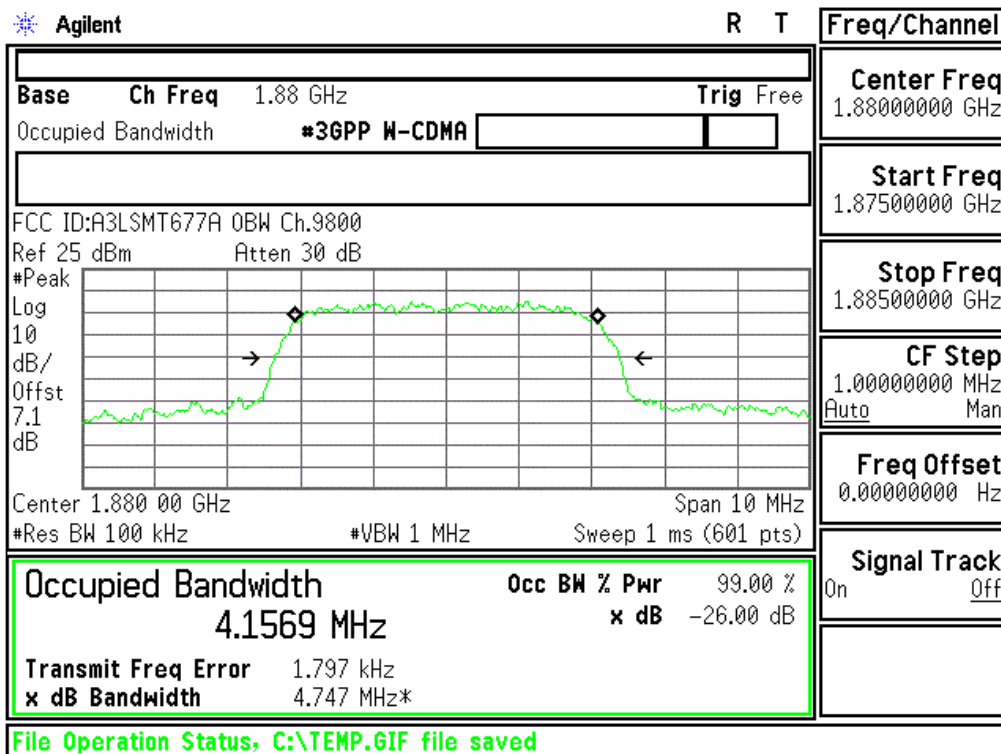 Agilent R T
Base Ch Freq 1.88 GHz Trig Free
Occupied Bandwidth #3GPP W-CDMA
FCC ID:A3LSMT677A OBW Ch.9800
Ref 25 dBm Atten 30 dB
#Peak
Log
10
dB/
Offst
7.1
dB
Center 1.880 00 GHz Span 10 MHz
#Res BW 100 kHz #VBW 1 MHz Sweep 1 ms (601 pts)
Occupied Bandwidth Occ BW % Pwr 99.00 %
4.1569 MHz x dB -26.00 dB
Transmit Freq Error 1.797 kHz
x dB Bandwidth 4.747 MHz*
File Operation Status, C:\TEMP.GIF file saved
Freq/Channel
Center Freq
1.88000000 GHz
Start Freq
1.87500000 GHz
Stop Freq
1.88500000 GHz
CF Step
1.00000000 MHz
Auto Man
Freq Offset
0.00000000 Hz
Signal Track
On Off